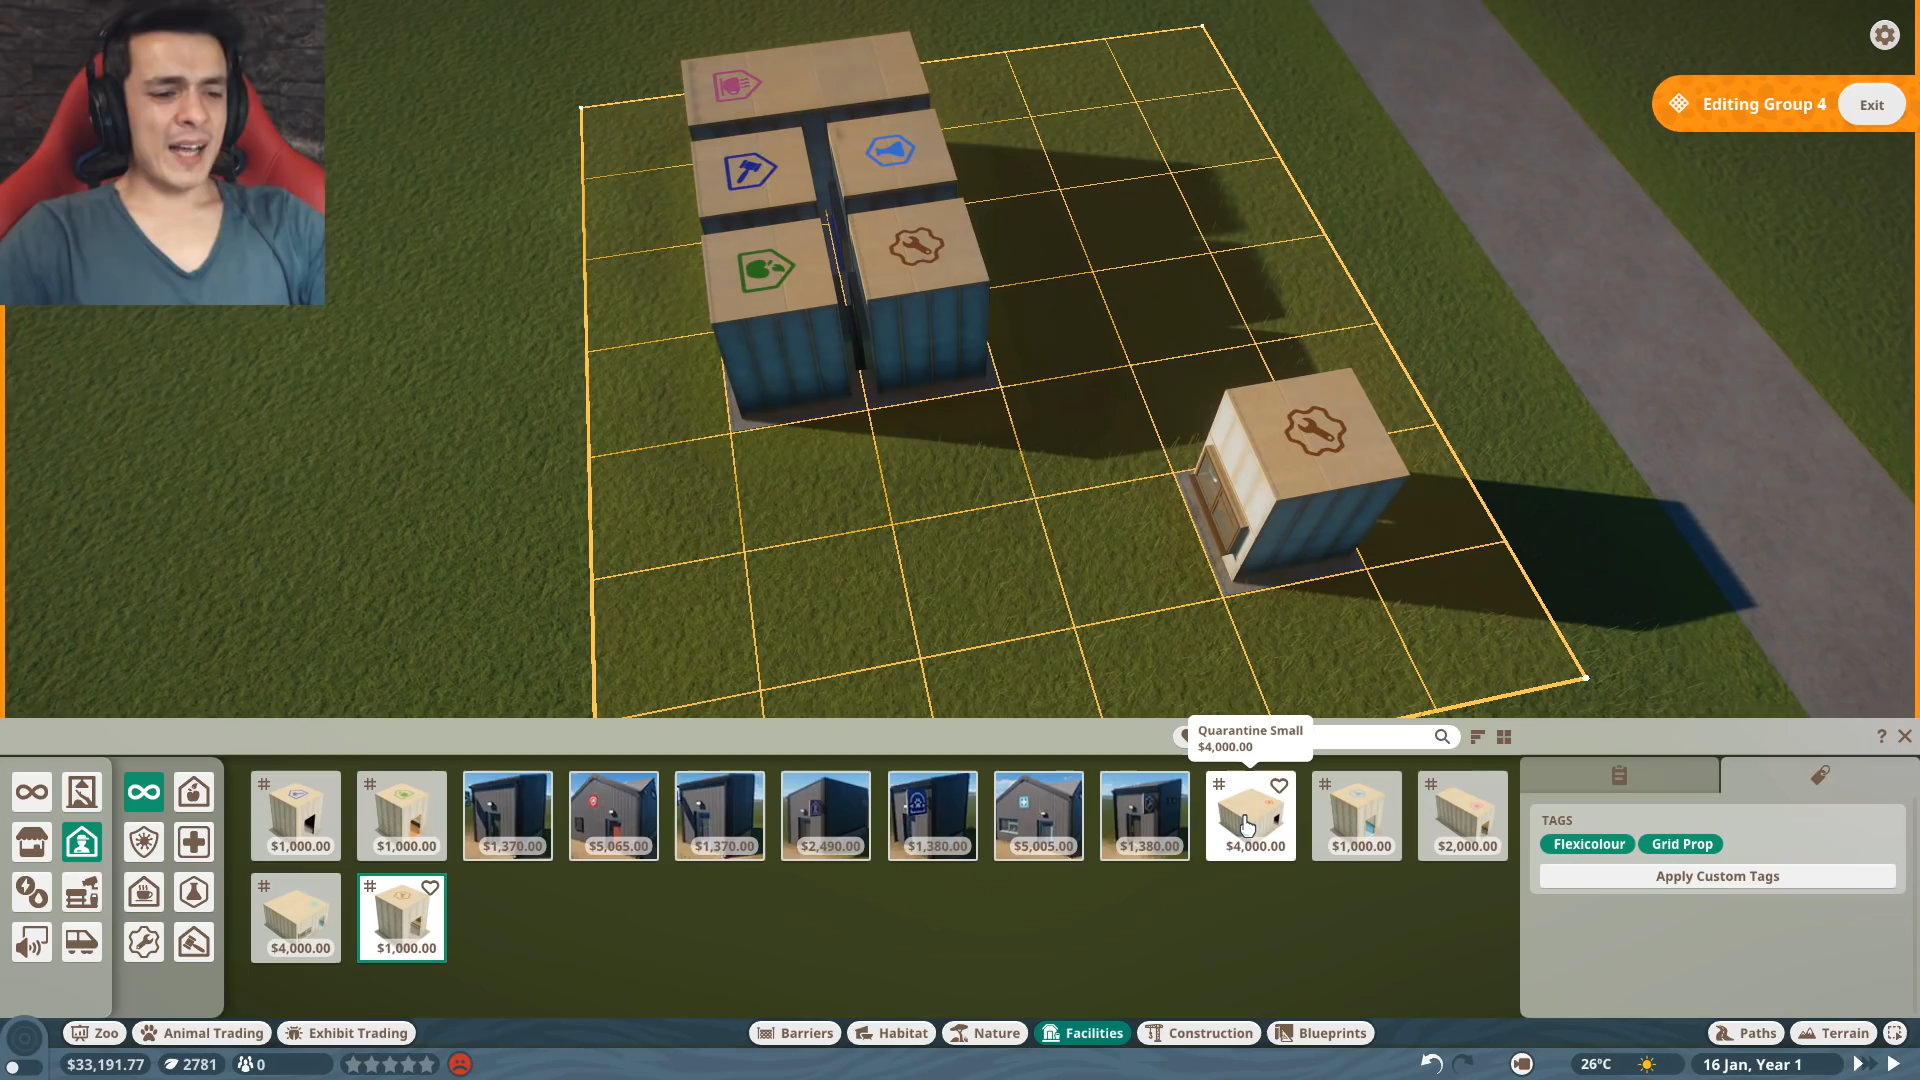 Editing Group 4
Exit
Quarantine Small
$4,000.00
?
$1,000.00
$1,000.00
$1,370.00
$5,065.00
$1,370.00
$2,490.00
$1,380.00
$5,005.00
$1,380.00
$4,000.00
$1,000.00
$2,000.00
$4,000.00
$1,000.00
TAGS
Flexicolour
Grid Prop
Apply Custom Tags
Zoo
Animal Trading
Exhibit Trading
Barriers
Habitat
Nature
Facilities
Construction
Blueprints
Paths
Terrain
$33,191.77
2781
0
26°C
16 Jan, Year 1